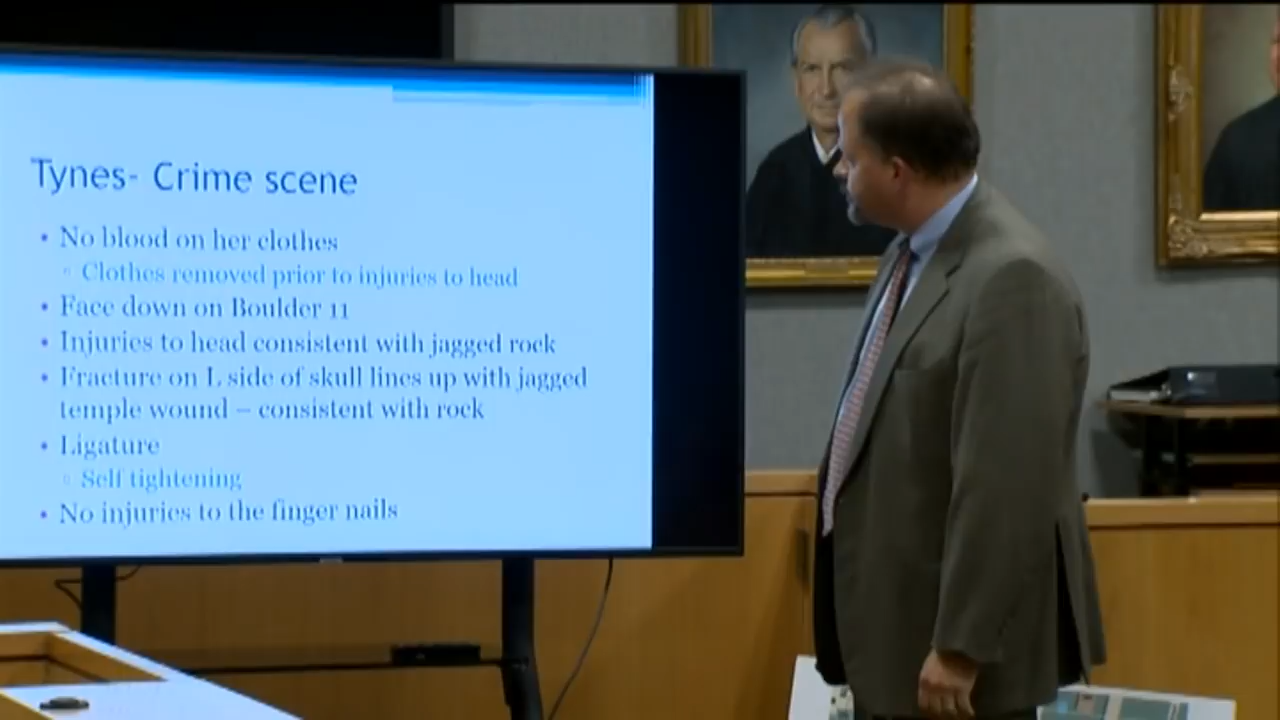 Tynes- Crime scene
• No blood on her clothes
▫ Clothes removed prior to injuries to head
• Face down on Boulder 11
• Injuries to head consistent with jagged rock
• Fracture on L side of skull lines up with jagged
temple wound – consistent with rock
• Ligature
▫ Self tightening
• No injuries to the finger nails